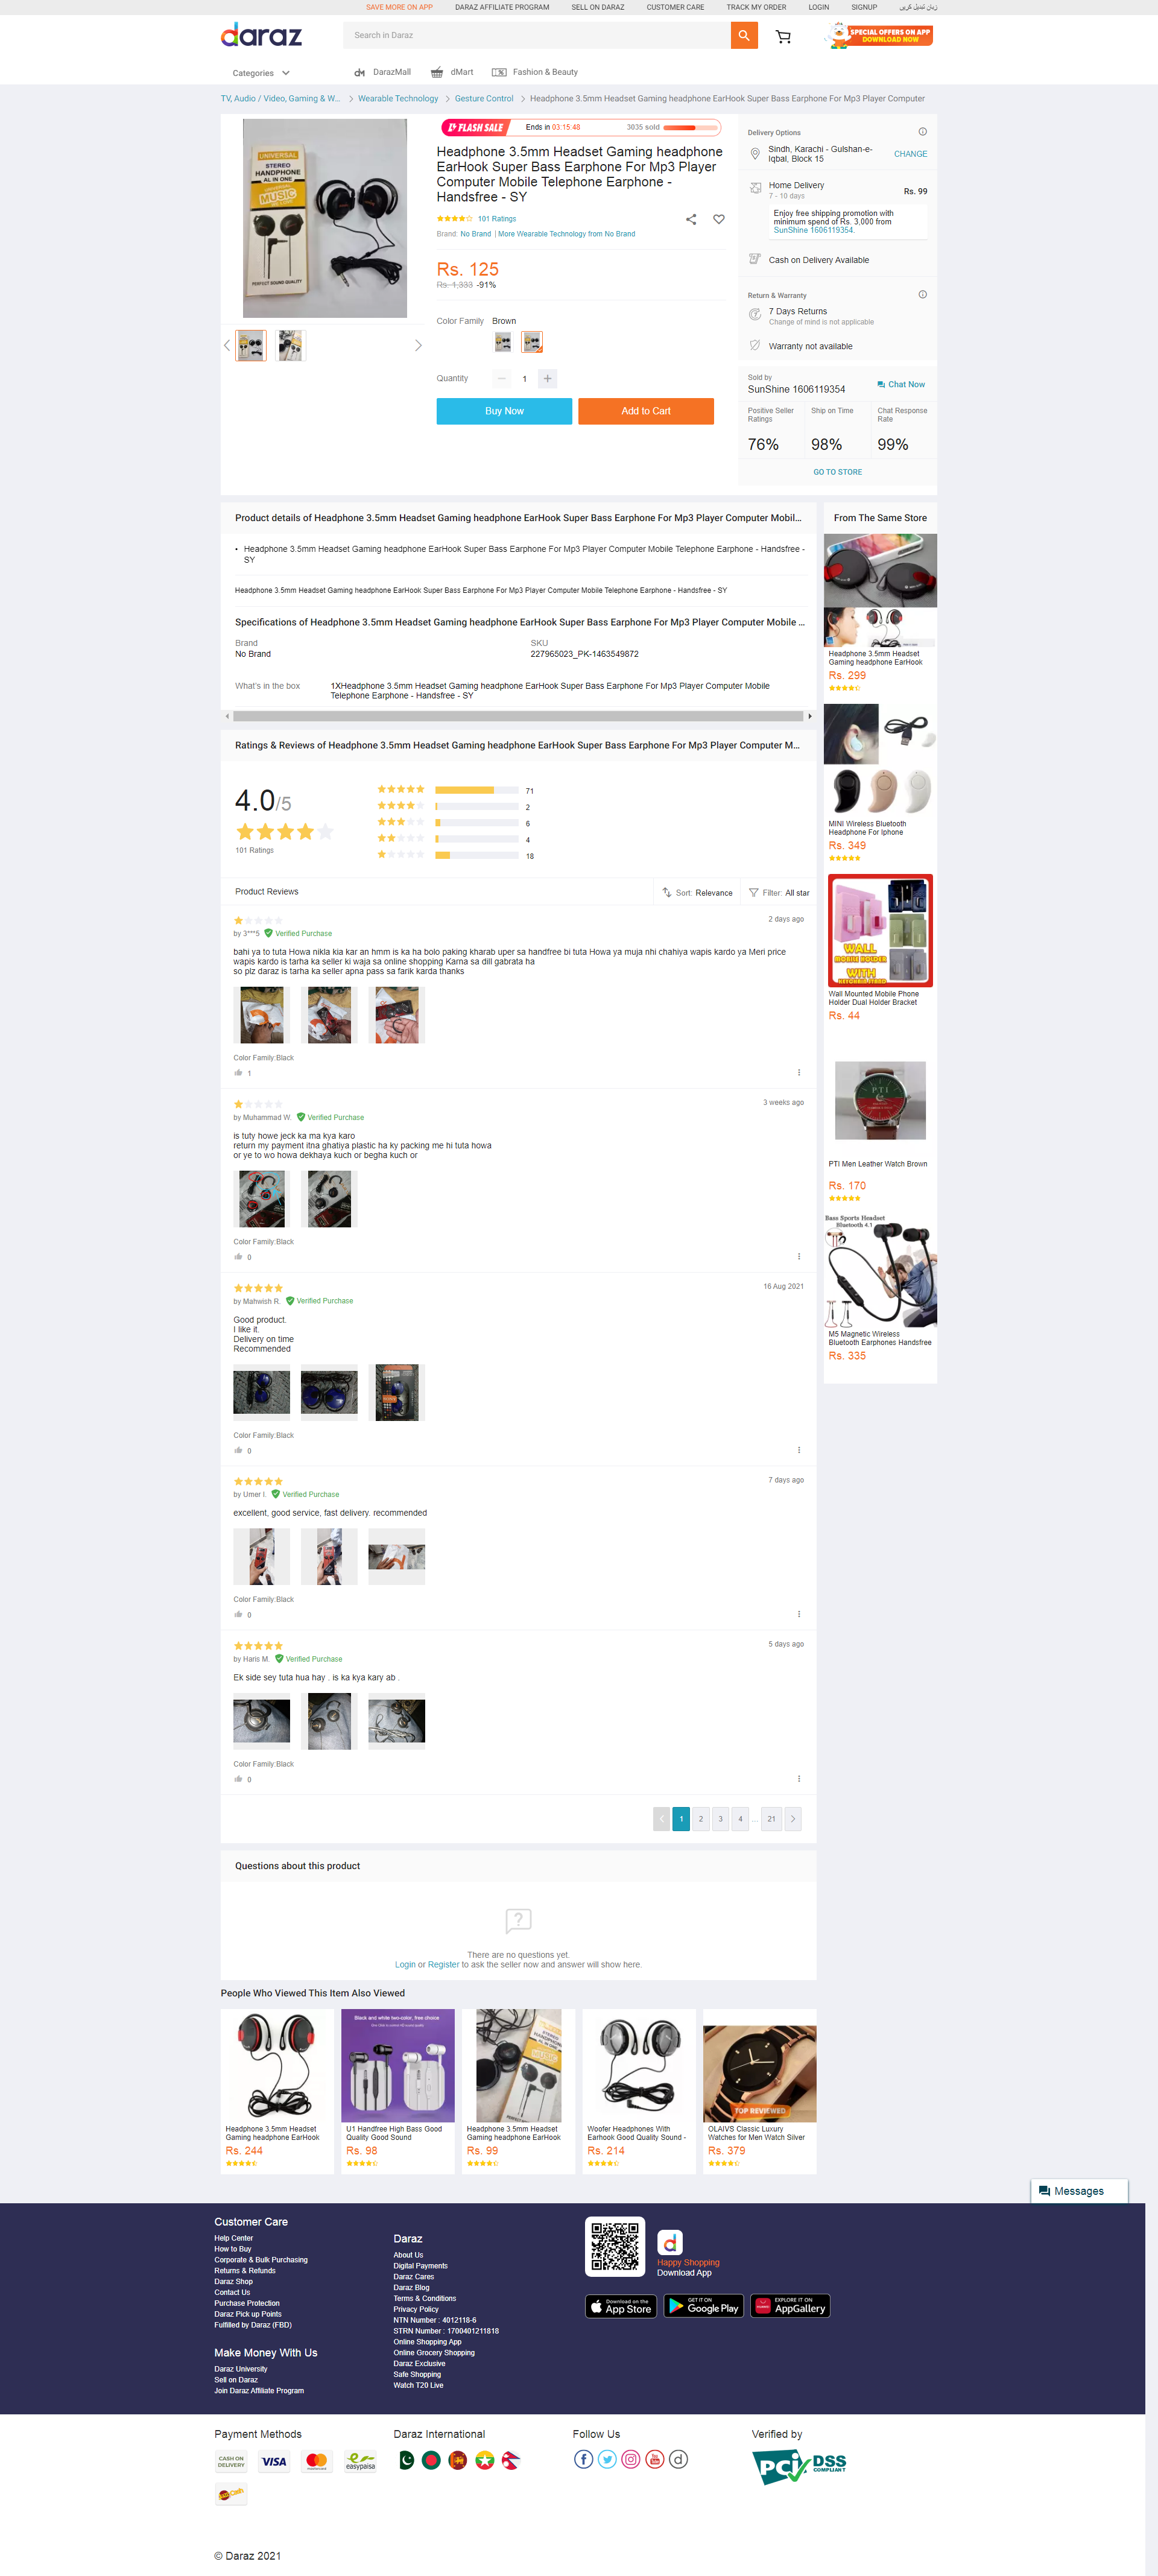 SAVE MORE ON APP
DARAZ AFFILIATE PROGRAM
SELL ON DARAZ
CUSTOMER CARE
TRACK MY ORDER
LOGIN
SIGNUP
زبان تبدیل کریں
daraz
Search in Daraz
SPECIAL OFFERS ON APP
DOWNLOAD NOW
Categories
DarazMall
dMart
Fashion & Beauty
TV, Audio / Video, Gaming & W...
Wearable Technology
Gesture Control
Headphone 3.5mm Headset Gaming headphone EarHook Super Bass Earphone For Mp3 Player Computer
UNIVERSAL
STEREO
HANDPHONE
AL IN ONE
MUSIC
PERFECT SOUND QUALITY
FLASH SALE
Ends in 03:15:48
3035 sold
Headphone 3.5mm Headset Gaming headphone
EarHook Super Bass Earphone For Mp3 Player
Computer Mobile Telephone Earphone -
Handsfree - SY
101 Ratings
Brand: No Brand | More Wearable Technology from No Brand
Rs. 125
Rs. 1,333 -91%
Color Family Brown
Quantity
1
Buy Now
Add to Cart
Delivery Options
Sindh, Karachi - Gulshan-e-
Iqbal, Block 15
CHANGE
Home Delivery
7 - 10 days
Rs. 99
Enjoy free shipping promotion with
minimum spend of Rs. 3,000 from
SunShine 1606119354.
Cash on Delivery Available
Return & Warranty
7 Days Returns
Change of mind is not applicable
Warranty not available
Sold by
SunShine 1606119354
Chat Now
Positive Seller
Ratings
76%
Ship on Time
98%
Chat Response
Rate
99%
GO TO STORE
Product details of Headphone 3.5mm Headset Gaming headphone EarHook Super Bass Earphone For Mp3 Player Computer Mobil...
• Headphone 3.5mm Headset Gaming headphone EarHook Super Bass Earphone For Mp3 Player Computer Mobile Telephone Earphone - Handsfree -
SY
Headphone 3.5mm Headset Gaming headphone EarHook Super Bass Earphone For Mp3 Player Computer Mobile Telephone Earphone - Handsfree - SY
Specifications of Headphone 3.5mm Headset Gaming headphone EarHook Super Bass Earphone For Mp3 Player Computer Mobile ...
Brand
No Brand
SKU
227965023_PK-1463549872
What's in the box
1XHeadphone 3.5mm Headset Gaming headphone EarHook Super Bass Earphone For Mp3 Player Computer Mobile
Telephone Earphone - Handsfree - SY
From The Same Store
Headphone 3.5mm Headset
Gaming headphone EarHook
Rs. 299
MINI Wireless Bluetooth
Headphone For Iphone
Rs. 349
WALL
MOBILE HOLDER
WITH
Wall Mounted Mobile Phone
Holder Dual Holder Bracket
Rs. 44
PTI
PTI Men Leather Watch Brown
Rs. 170
Bass Sports Headset
Bluetooth 4.1
M5 Magnetic Wireless
Bluetooth Earphones Handsfree
Rs. 335
Ratings & Reviews of Headphone 3.5mm Headset Gaming headphone EarHook Super Bass Earphone For Mp3 Player Computer M...
4.0/5
101 Ratings
71
2
6
4
18
Product Reviews
Sort: Relevance
Filter: All star
2 days ago
by 3***5 Verified Purchase
bahi ya to tuta Howa nikla kia kar an hmm is ka ha bolo paking kharab uper sa handfree bi tuta Howa ya muja nhi chahiya wapis kardo ya Meri price
wapis kardo is tarha ka seller ki waja sa online shopping Karna sa dill gabrata ha
so plz daraz is tarha ka seller apna pass sa farik karda thanks
Color Family:Black
1
3 weeks ago
by Muhammad W. Verified Purchase
is tuty howe jeck ka ma kya karo
return my payment itna ghatiya plastic ha ky packing me hi tuta howa
or ye to wo howa dekhaya kuch or begha kuch or
Color Family:Black
0
16 Aug 2021
by Mahwish R. Verified Purchase
Good product.
I like it.
Delivery on time
Recommended
Color Family:Black
0
7 days ago
by Umer I. Verified Purchase
excellent, good service, fast delivery. recommended
Color Family:Black
0
5 days ago
by Haris M. Verified Purchase
Ek side sey tuta hua hay . is ka kya kary ab .
Color Family:Black
0
1 2 3 4 ... 21
Questions about this product
There are no questions yet.
Login or Register to ask the seller now and answer will show here.
People Who Viewed This Item Also Viewed
Headphone 3.5mm Headset
Gaming headphone EarHook
Rs. 244
Black and white two-color, free choice
U1 Handfree High Bass Good
Quality Good Sound
Rs. 98
Headphone 3.5mm Headset
Gaming headphone EarHook
Rs. 99
Woofer Headphones With
Earhook Good Quality Sound -
Rs. 214
TOP REVIEWED
OLAIVS Classic Luxury
Watches for Men Watch Silver
Rs. 379
Messages
Customer Care
Help Center
How to Buy
Corporate & Bulk Purchasing
Returns & Refunds
Daraz Shop
Contact Us
Purchase Protection
Daraz Pick up Points
Fulfilled by Daraz (FBD)
Make Money With Us
Daraz University
Sell on Daraz
Join Daraz Affiliate Program
Daraz
About Us
Digital Payments
Daraz Cares
Daraz Blog
Terms & Conditions
Privacy Policy
NTN Number : 4012118-6
STRN Number : 1700401211818
Online Shopping App
Online Grocery Shopping
Daraz Exclusive
Safe Shopping
Watch T20 Live
Happy Shopping
Download App
Download on the App Store
GET IT ON Google Play
EXPLORE IT ON AppGallery
Payment Methods
CASH ON DELIVERY
VISA
mastercard
easypaisa
Daraz International
Follow Us
Verified by
PCI DSS
COMPLIANT
© Daraz 2021